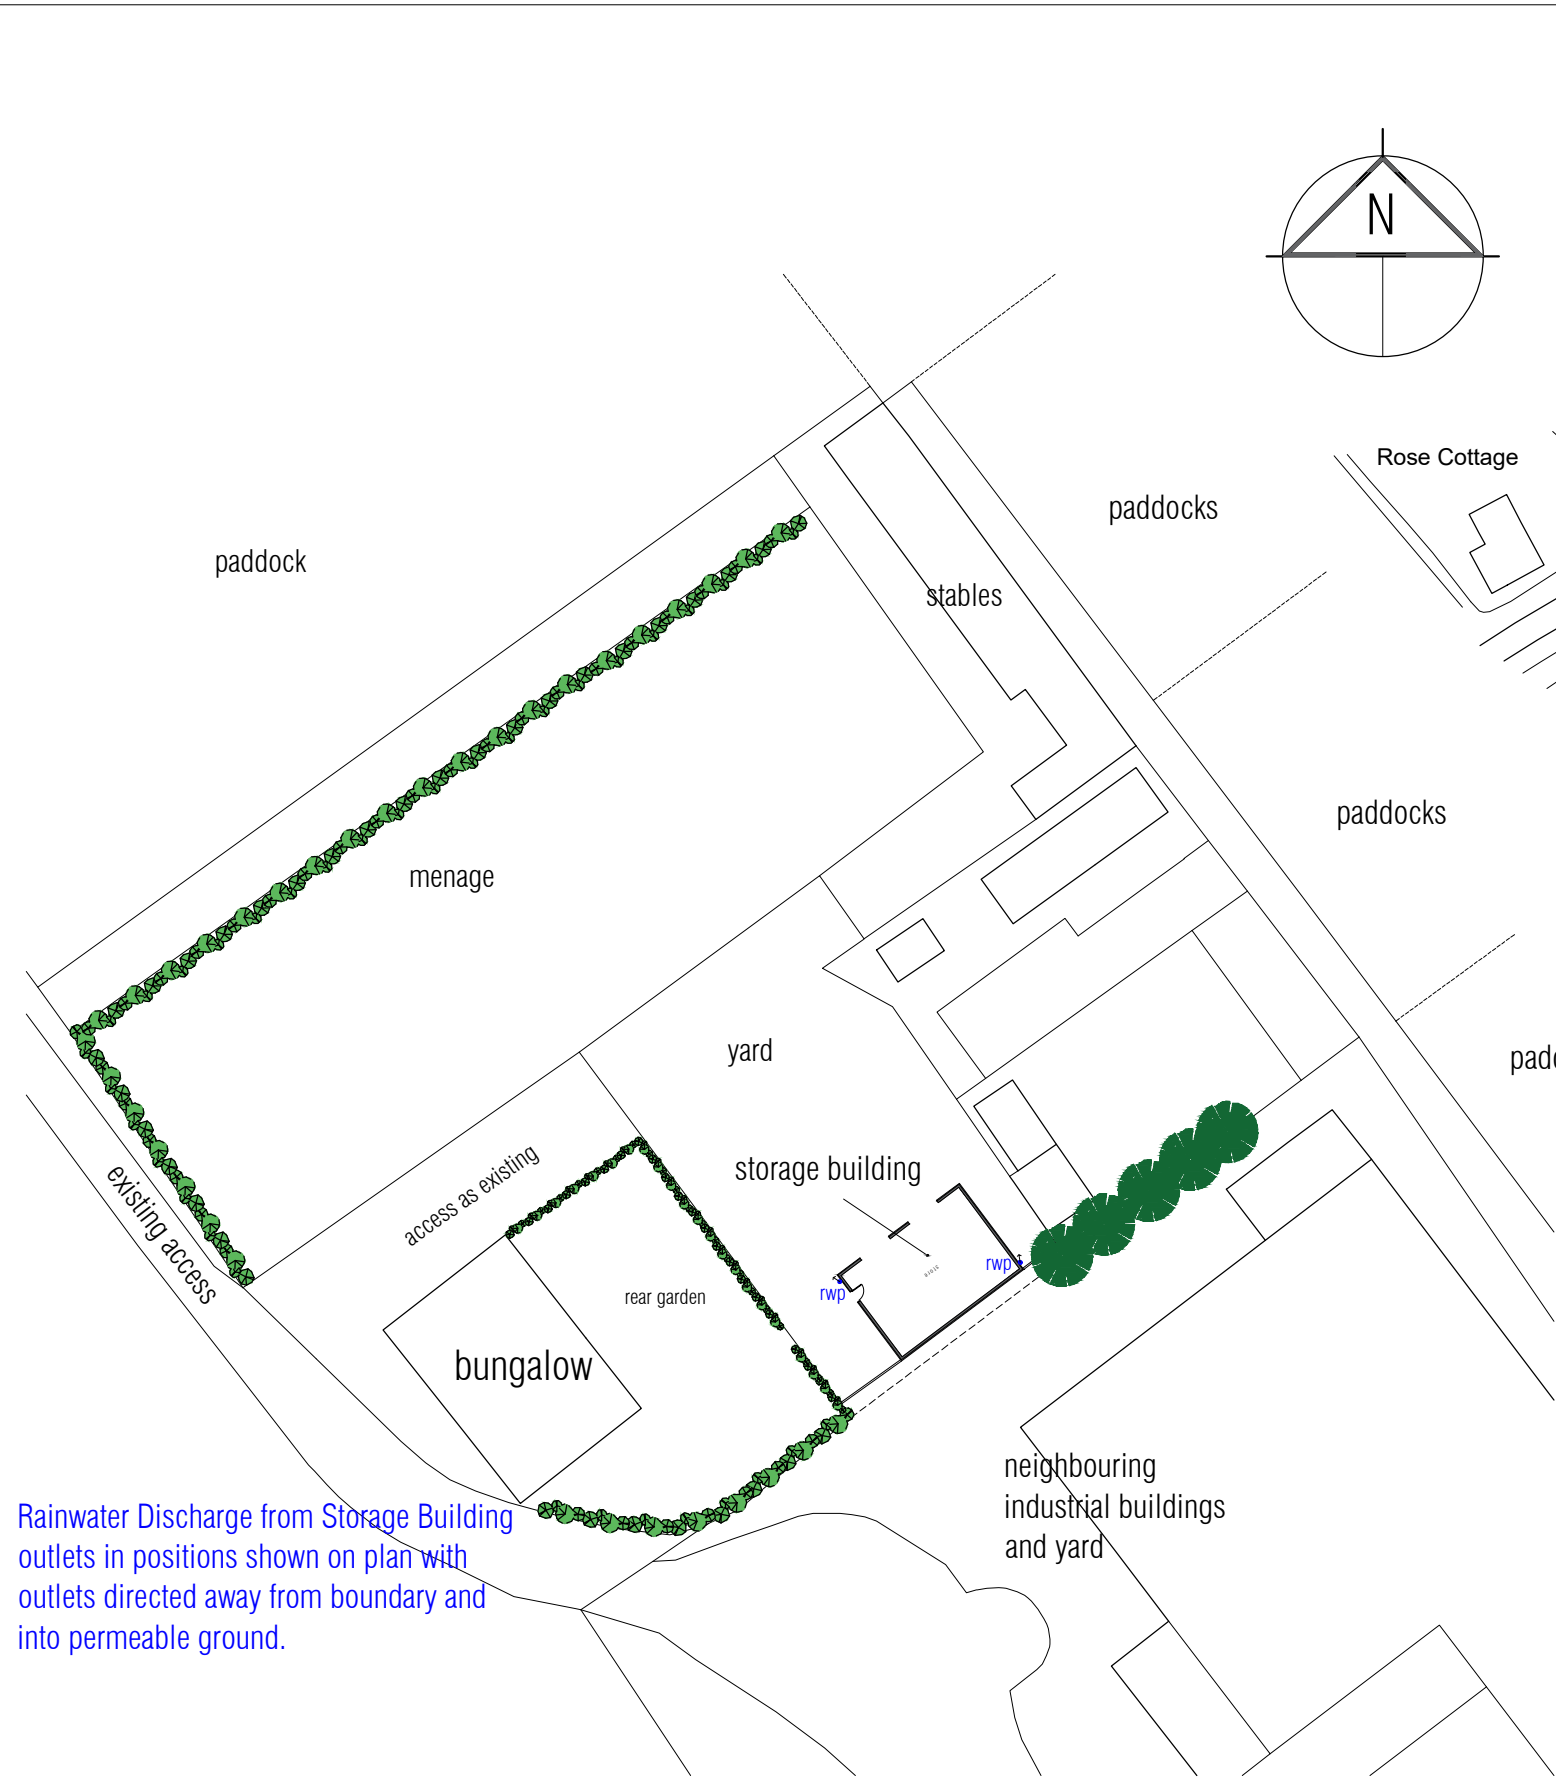 N
Rose Cottage
paddocks
paddock
stables
paddocks
menage
yard
existing access
access as existing
storage building
store
rwp
rwp
rear garden
bungalow
neighbouring
industrial buildings
and yard
Rainwater Discharge from Storage Building
outlets in positions shown on plan with
outlets directed away from boundary and
into permeable ground.